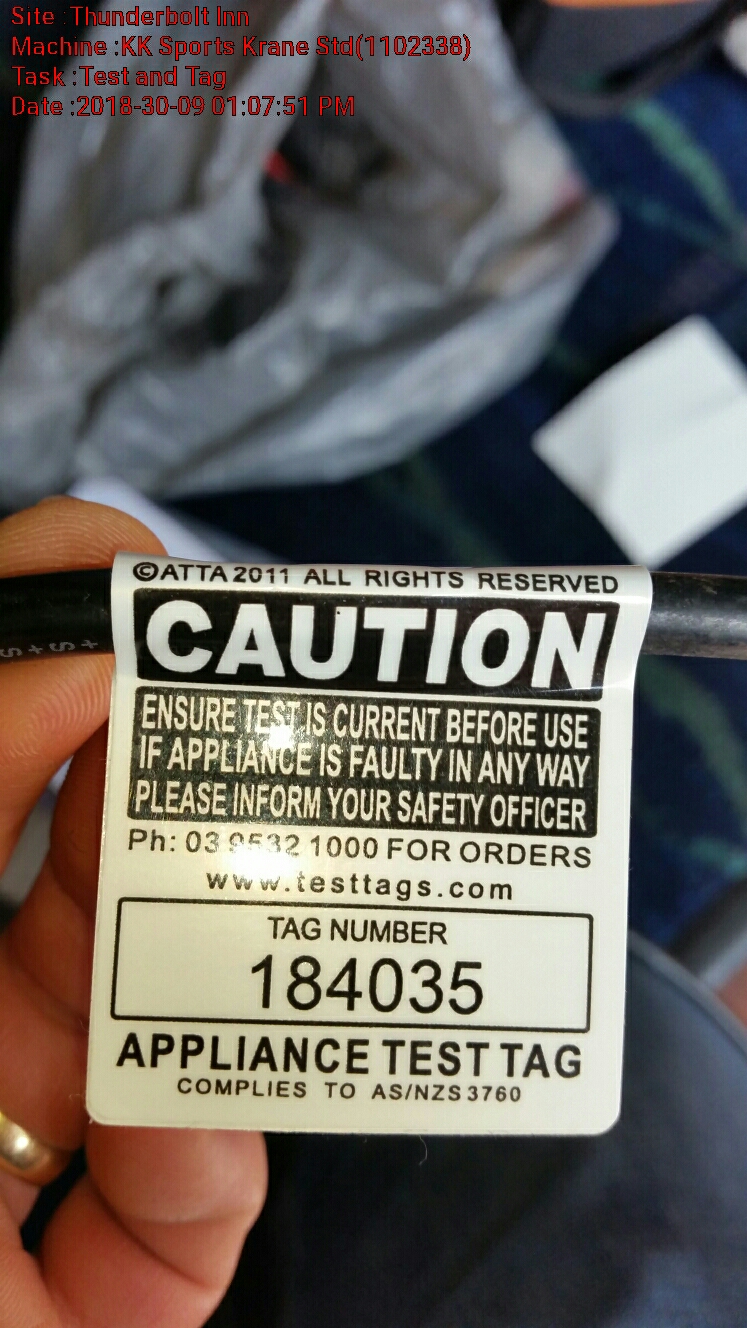 Site :Thunderbolt Inn
Machine :KK Sports Krane Std(1102338)
Task :Test and Tag
Date :2018-30-09 01:07:51 PM
©ATTA 2011 ALL RIGHTS RESERVED
CAUTION
ENSURE TEST IS CURRENT BEFORE USE
IF APPLIANCE IS FAULTY IN ANY WAY
PLEASE INFORM YOUR SAFETY OFFICER
Ph: 03 9532 1000 FOR ORDERS
www.testtags.com
TAG NUMBER
184035
APPLIANCE TEST TAG
COMPLIES TO AS/NZS 3760